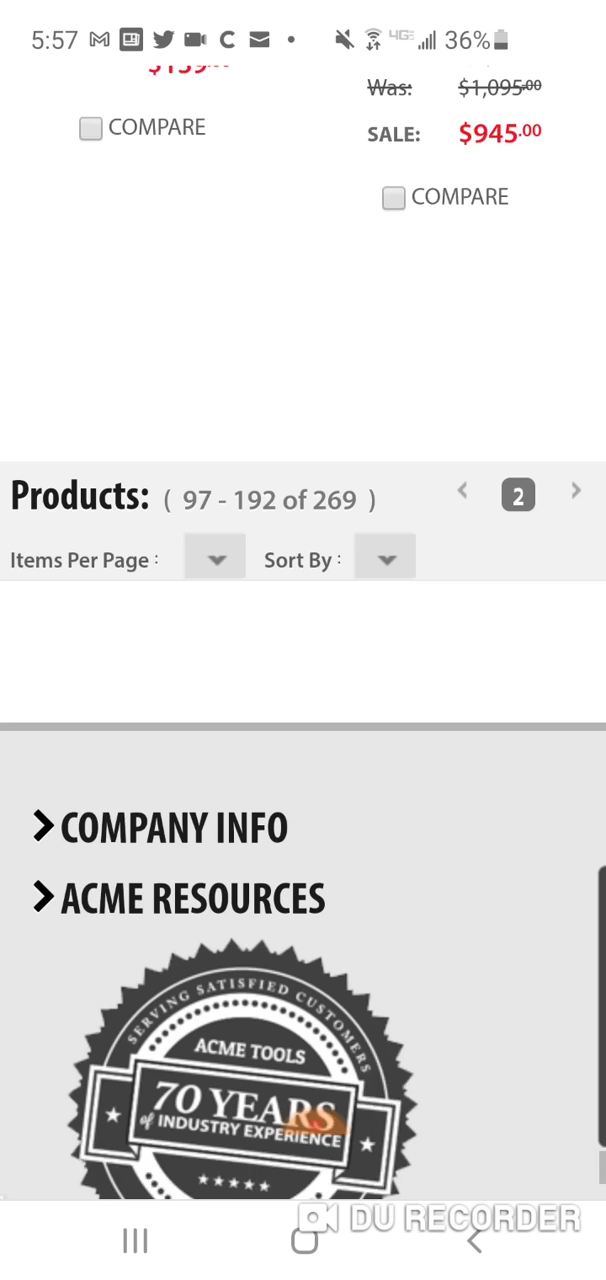 5:57 C 4GE 36%
Was: $1,095.00
COMPARE
SALE: $945.00
COMPARE
Products: ( 97 - 192 of 269 ) 2
Items Per Page : Sort By :
COMPANY INFO
ACME RESOURCES
SERVING SATISFIED CUSTOMERS
ACME TOOLS
70 YEARS
of INDUSTRY EXPERIENCE
DU RECORDER